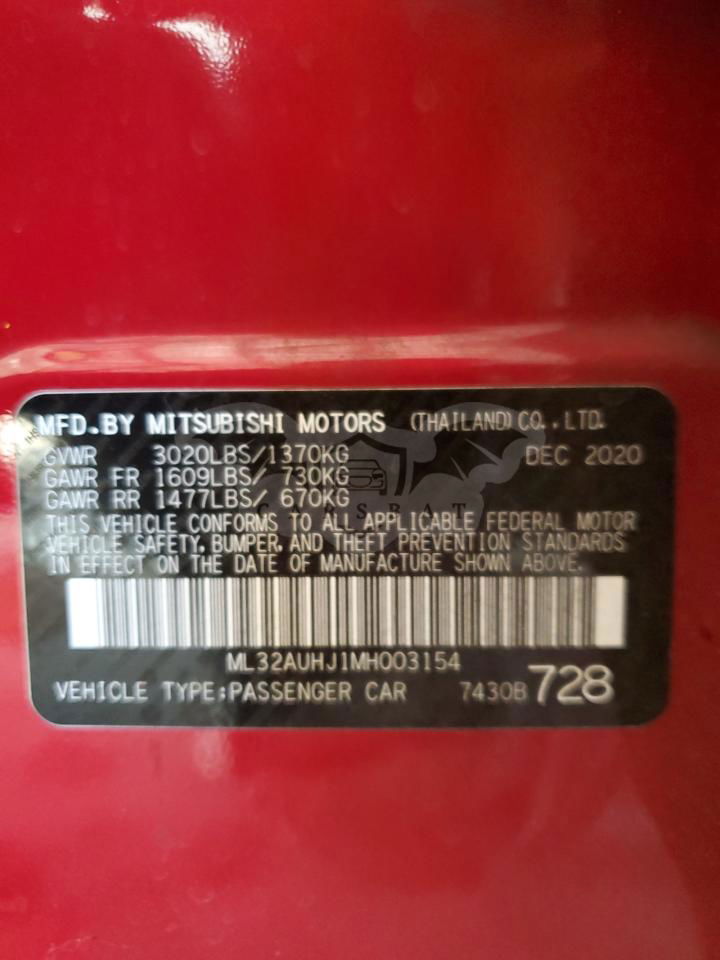 MFD.BY MITSUBISHI MOTORS (THAILAND) CO., LTD.
GVWR 3020LBS/1370KG DEC 2020
GAWR FR 1609LBS/ 730KG
GAWR RR 1477LBS/ 670KG
CARSBAT
THIS VEHICLE CONFORMS TO ALL APPLICABLE FEDERAL MOTOR
VEHICLE SAFETY, BUMPER, AND THEFT PREVENTION STANDARDS
IN EFFECT ON THE DATE OF MANUFACTURE SHOWN ABOVE.
ML32AUHJ1MH003154
VEHICLE TYPE:PASSENGER CAR 7430B 728